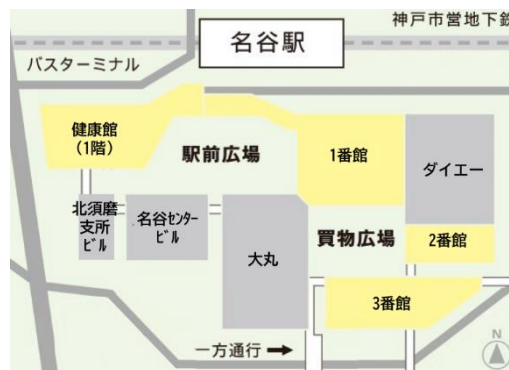 神戸市営地下鉄
名谷駅
バスターミナル
健康館
(1階)
駅前広場
1番館
ダイエー
北須磨
支所
ビル
名谷センター
ビル
大丸
買物広場
2番館
3番館
一方通行 ➡
N